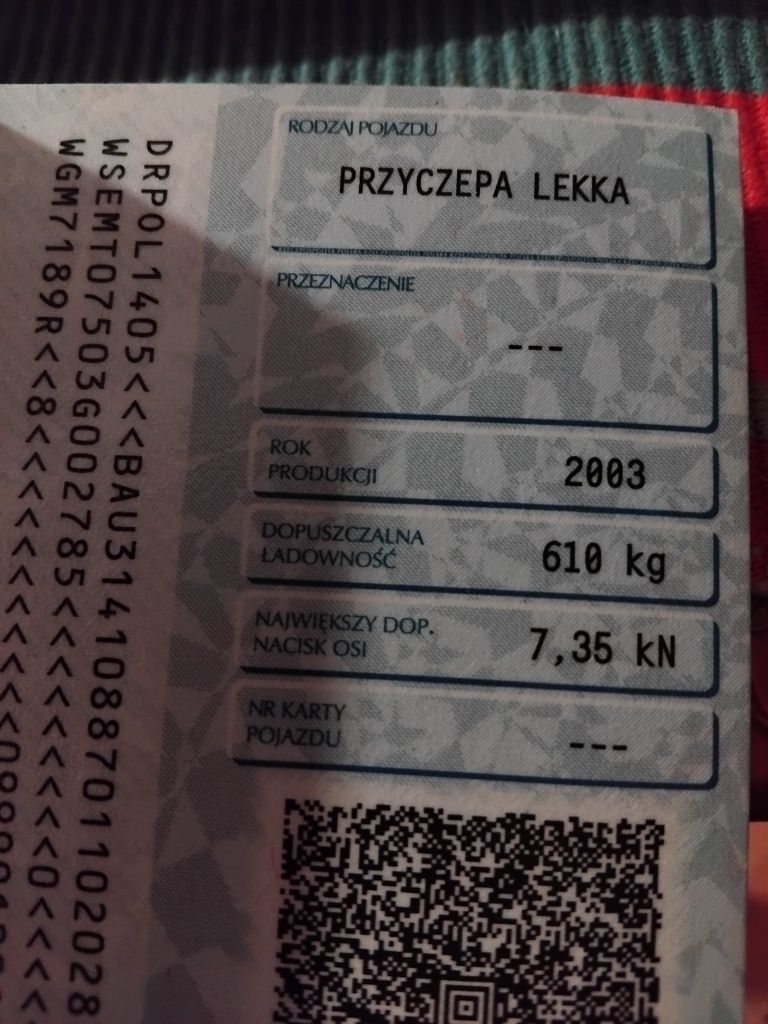 RODZAJ POJAZDU
PRZYCZEPA LEKKA
PRZEZNACZENIE
---
ROK
PRODUKCJI
2003
DOPUSZCZALNA
ŁADOWNOŚĆ
610 kg
NAJWIĘKSZY DOP.
NACISK OSI
7,35 kN
NR KARTY
POJAZDU
---
DRPOL1405<<<BAU3141088701102028
WSEMT07503G002785<<<<<<<<0<<<<<
WGM7189R<<8<<<<<<<<<<<<